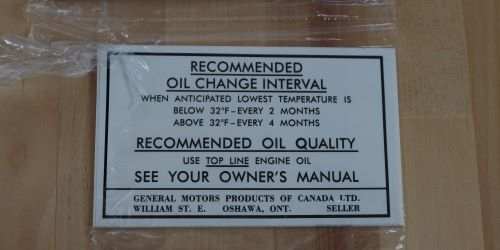 RECOMMENDED
OIL CHANGE INTERVAL
WHEN ANTICIPATED LOWEST TEMPERATURE IS
BELOW 32°F-EVERY 2 MONTHS
ABOVE 32°F-EVERY 4 MONTHS
RECOMMENDED OIL QUALITY
USE TOP LINE ENGINE OIL
SEE YOUR OWNER'S MANUAL
GENERAL MOTORS PRODUCTS OF CANADA LTD.
WILLIAM ST. E. OSHAWA, ONT. SELLER